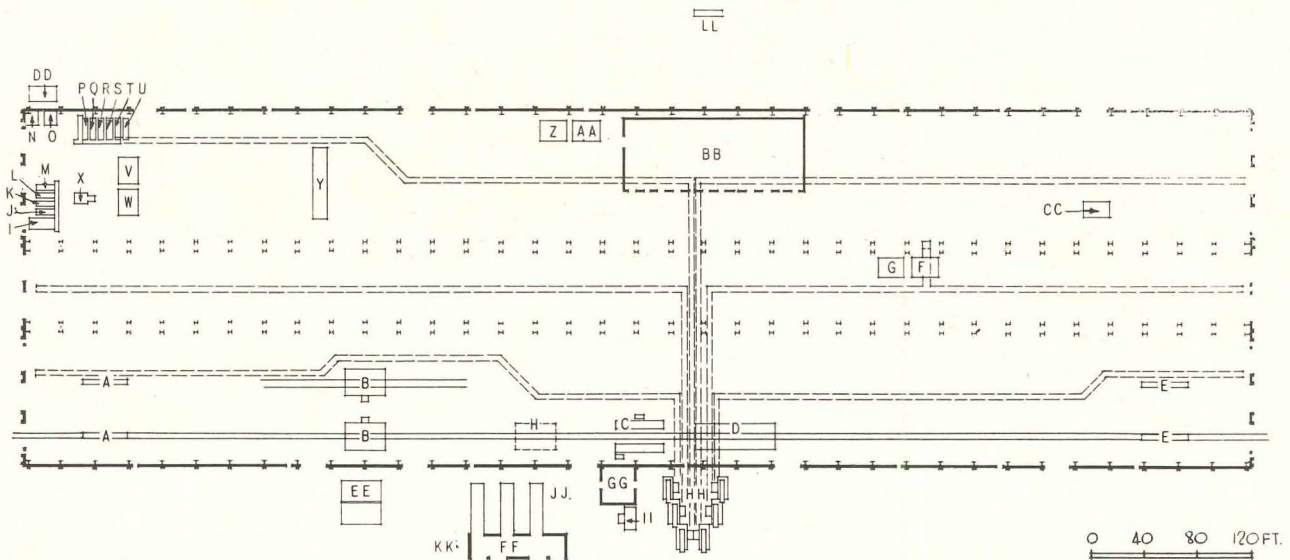 LL
DD
P Q R S T U
N O
Z AA
BB
L M X V
K W Y
J
I
CC
G F
A B E
H C D
A B E
EE
JJ
GG
HH
II
KK FF
0 40 80 120 FT.